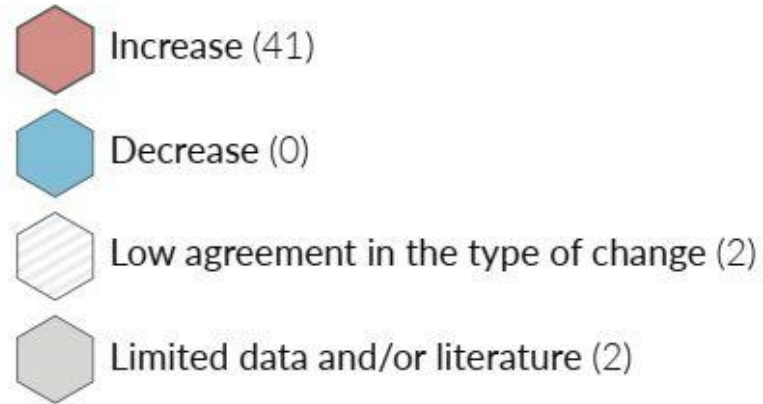 Increase (41)
Decrease (0)
Low agreement in the type of change (2)
Limited data and/or literature (2)